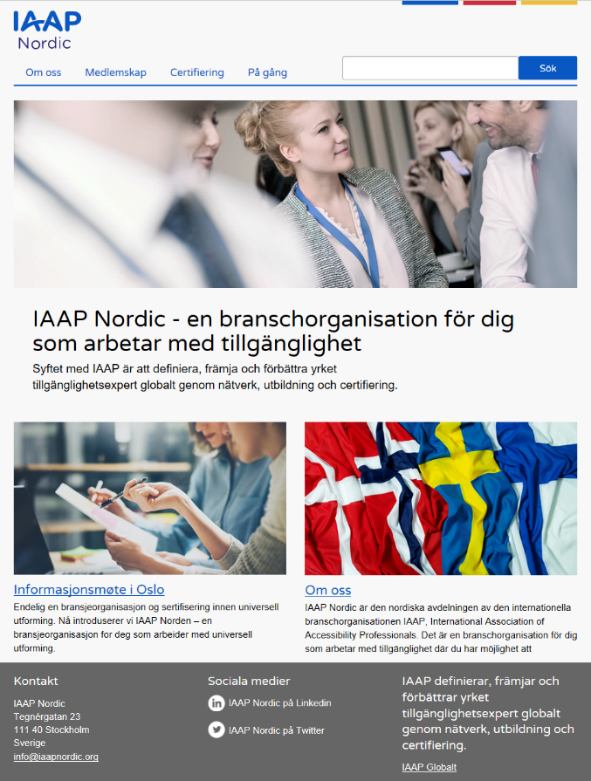 IAAP
Nordic
Om oss Medlemskap Certifiering På gång
Sök
IAAP Nordic - en branschorganisation för dig
som arbetar med tillgänglighet
Syftet med IAAP är att definiera, främja och förbättra yrket
tillgänglighetsexpert globalt genom nätverk, utbildning och certifiering.
Informasjonsmøte i Oslo
Endelig en bransjeorganisasjon og sertifisering innen universell
utforming. Nå introduserer vi IAAP Norden – en
bransjeorganisasjon for deg som arbeider med universell
utforming.
Om oss
IAAP Nordic är den nordiska avdelningen av den internationella
branschorganisationen IAAP, International Association of
Accessibility Professionals. Det är en branschorganisation för dig
som arbetar med tillgänglighet där du har möjlighet att
Kontakt
IAAP Nordic
Tegnérgatan 23
111 40 Stockholm
Sverige
info@iaapnordic.org
Sociala medier
in IAAP Nordic på Linkedin
IAAP Nordic på Twitter
IAAP definierar, främjar och
förbättrar yrket
tillgänglighetsexpert globalt
genom nätverk, utbildning och
certifiering.
IAAP Globalt